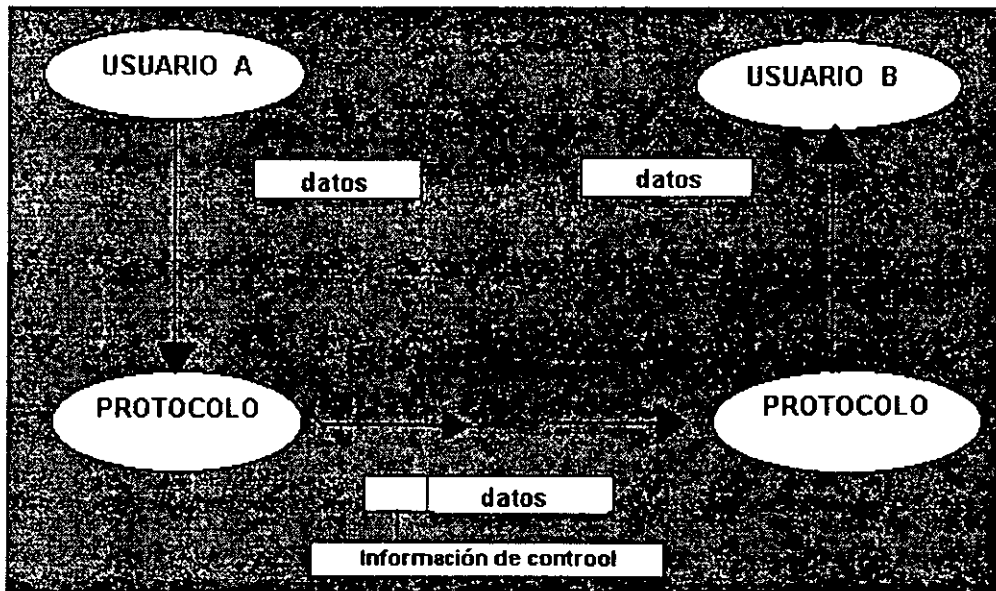 USUARIO A
USUARIO B
datos
datos
PROTOCOLO
PROTOCOLO
datos
Información de controol